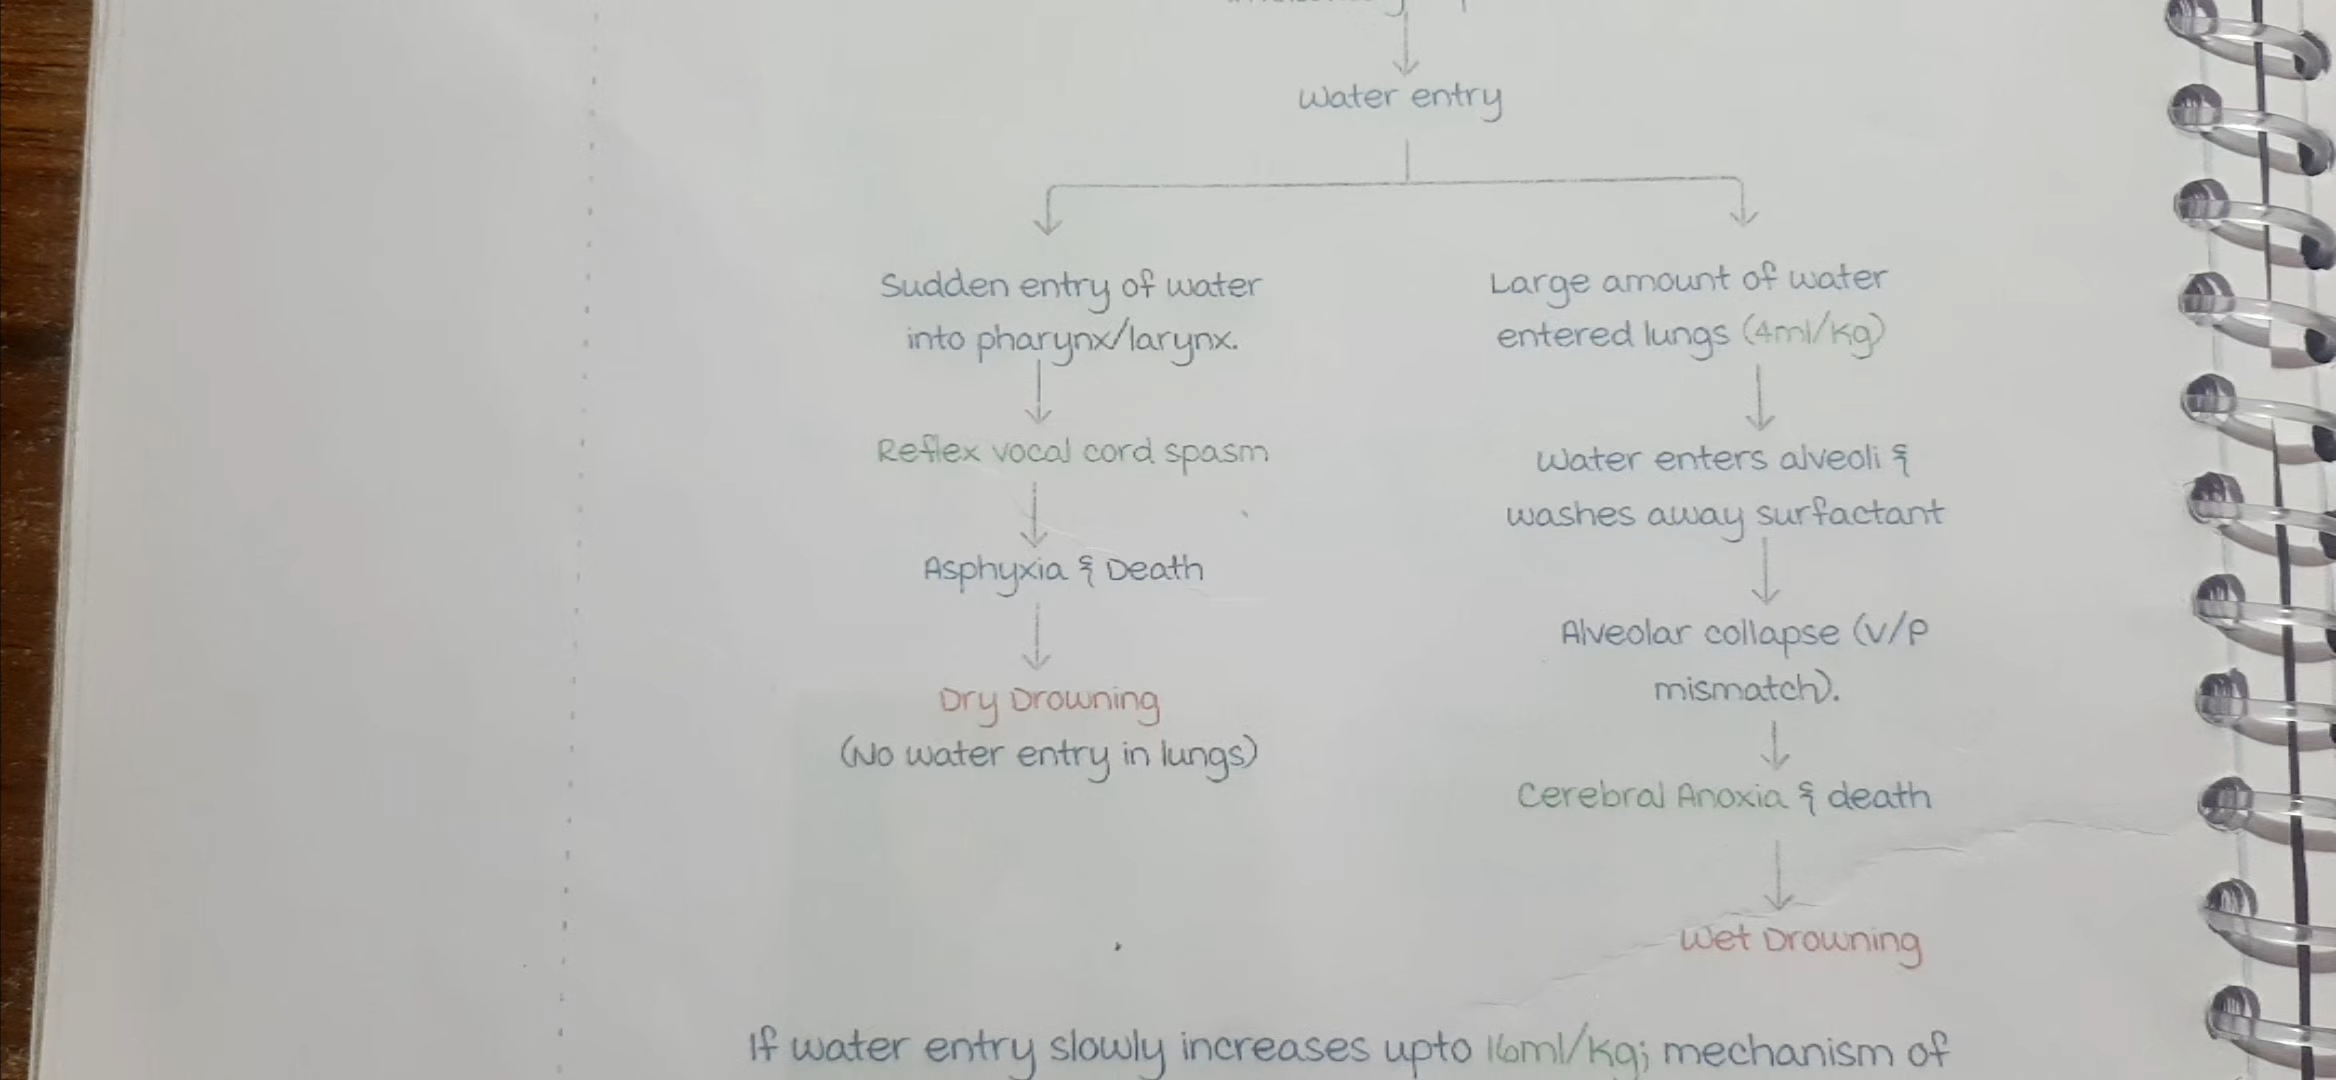 Water entry
Sudden entry of water
into pharynx/larynx.
Reflex vocal cord spasm
Asphyxia & Death
Dry Drowning
(No water entry in lungs)
Large amount of water
entered lungs (4ml/kg)
Water enters alveoli &
washes away surfactant
Alveolar collapse (V/P
mismatch).
Cerebral Anoxia & death
Wet Drowning
If water entry slowly increases upto 16ml/kg; mechanism of